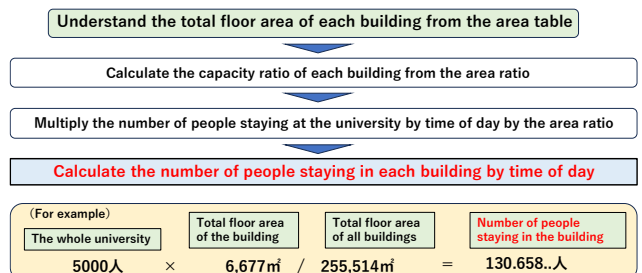 Understand the total floor area of each building from the area table
Calculate the capacity ratio of each building from the area ratio
Multiply the number of people staying at the university by time of day by the area ratio
Calculate the number of people staying in each building by time of day
(For example)
The whole university
Total floor area
of the building
Total floor area
of all buildings
Number of people
staying in the building
5000人 × 6,677㎡ / 255,514㎡ = 130.658..人